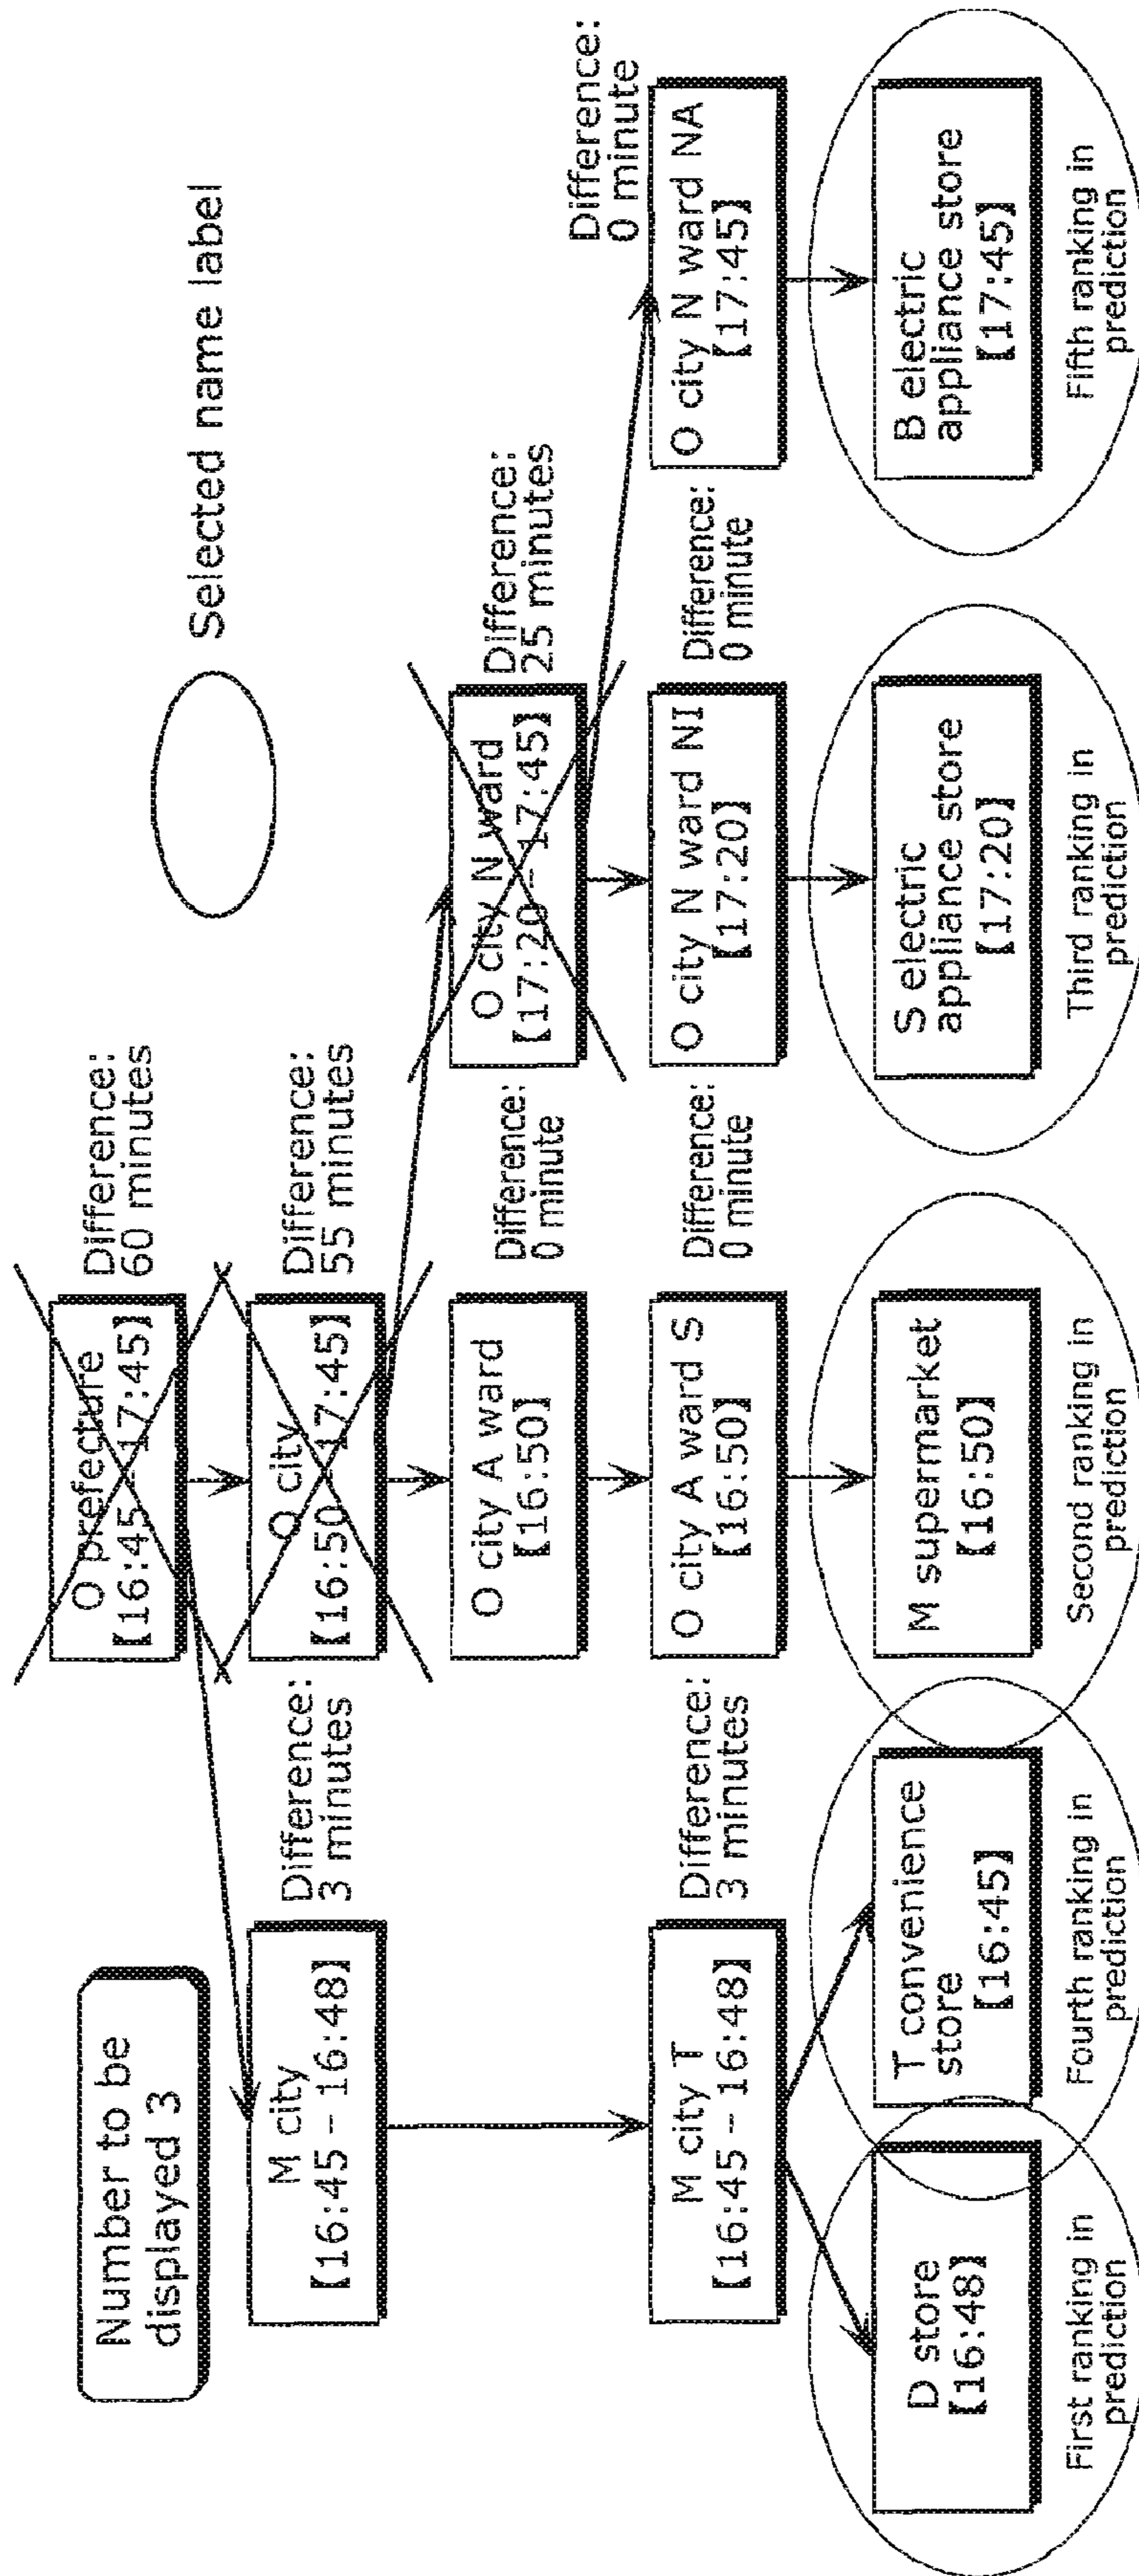 Number to be
displayed 3
Selected name label
O prefecture
【16:45–17:45】
Difference:
60 minutes
M city
【16:45 – 16:48】
Difference:
3 minutes
O city
【16:50–17:45】
Difference:
55 minutes
O city A ward
【16:50】
Difference:
0 minute
O city N ward
【17:20–17:45】
Difference:
25 minutes
M city T
【16:45 – 16:48】
Difference:
3 minutes
O city A ward S
【16:50】
Difference:
0 minute
O city N ward NI
【17:20】
Difference:
0 minute
O city N ward NA
【17:45】
Difference:
0 minute
D store
【16:48】
T convenience
store
【16:45】
M supermarket
【16:50】
S electric
appliance store
【17:20】
B electric
appliance store
【17:45】
First ranking in
prediction
Fourth ranking in
prediction
Second ranking in
prediction
Third ranking in
prediction
Fifth ranking in
prediction